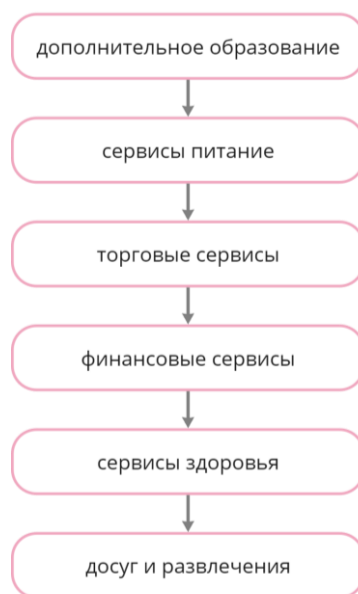 дополнительное образование
сервисы питание
торговые сервисы
финансовые сервисы
сервисы здоровья
досуг и развлечения